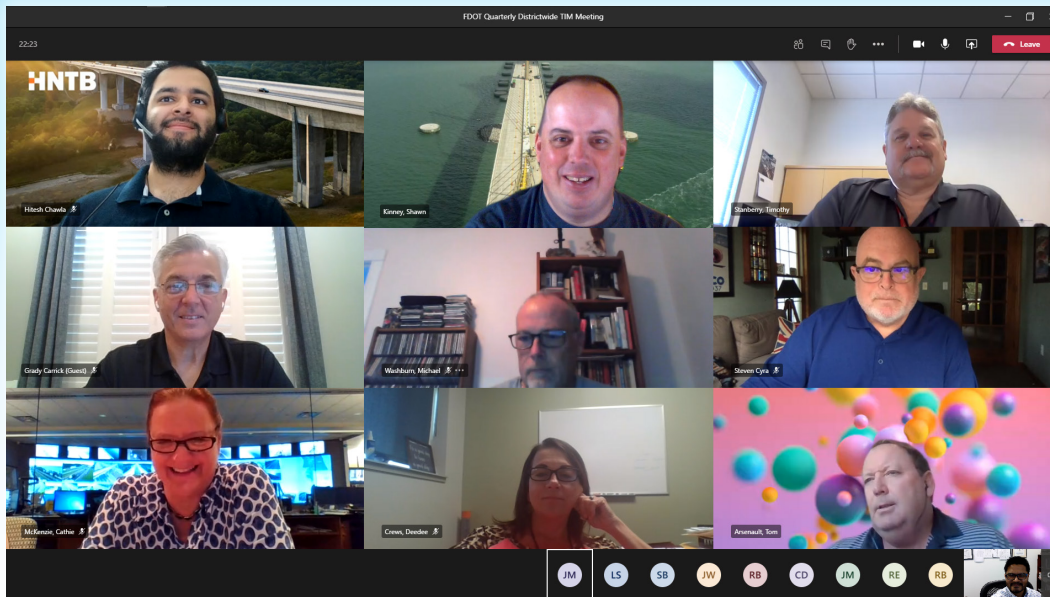 FDOT Quarterly Districtwide TIM Meeting
22:23
Leave
HNTB
Hitesh Chawla
Kinney, Shawn
Stanberry, Timothy
Grady Carrick (Guest)
Washburn, Michael
Steven Cyra
McKenzie, Cathie
Crews, Deedee
Arsenault, Tom
JM
LS
SB
JW
RB
CD
JM
RE
RB